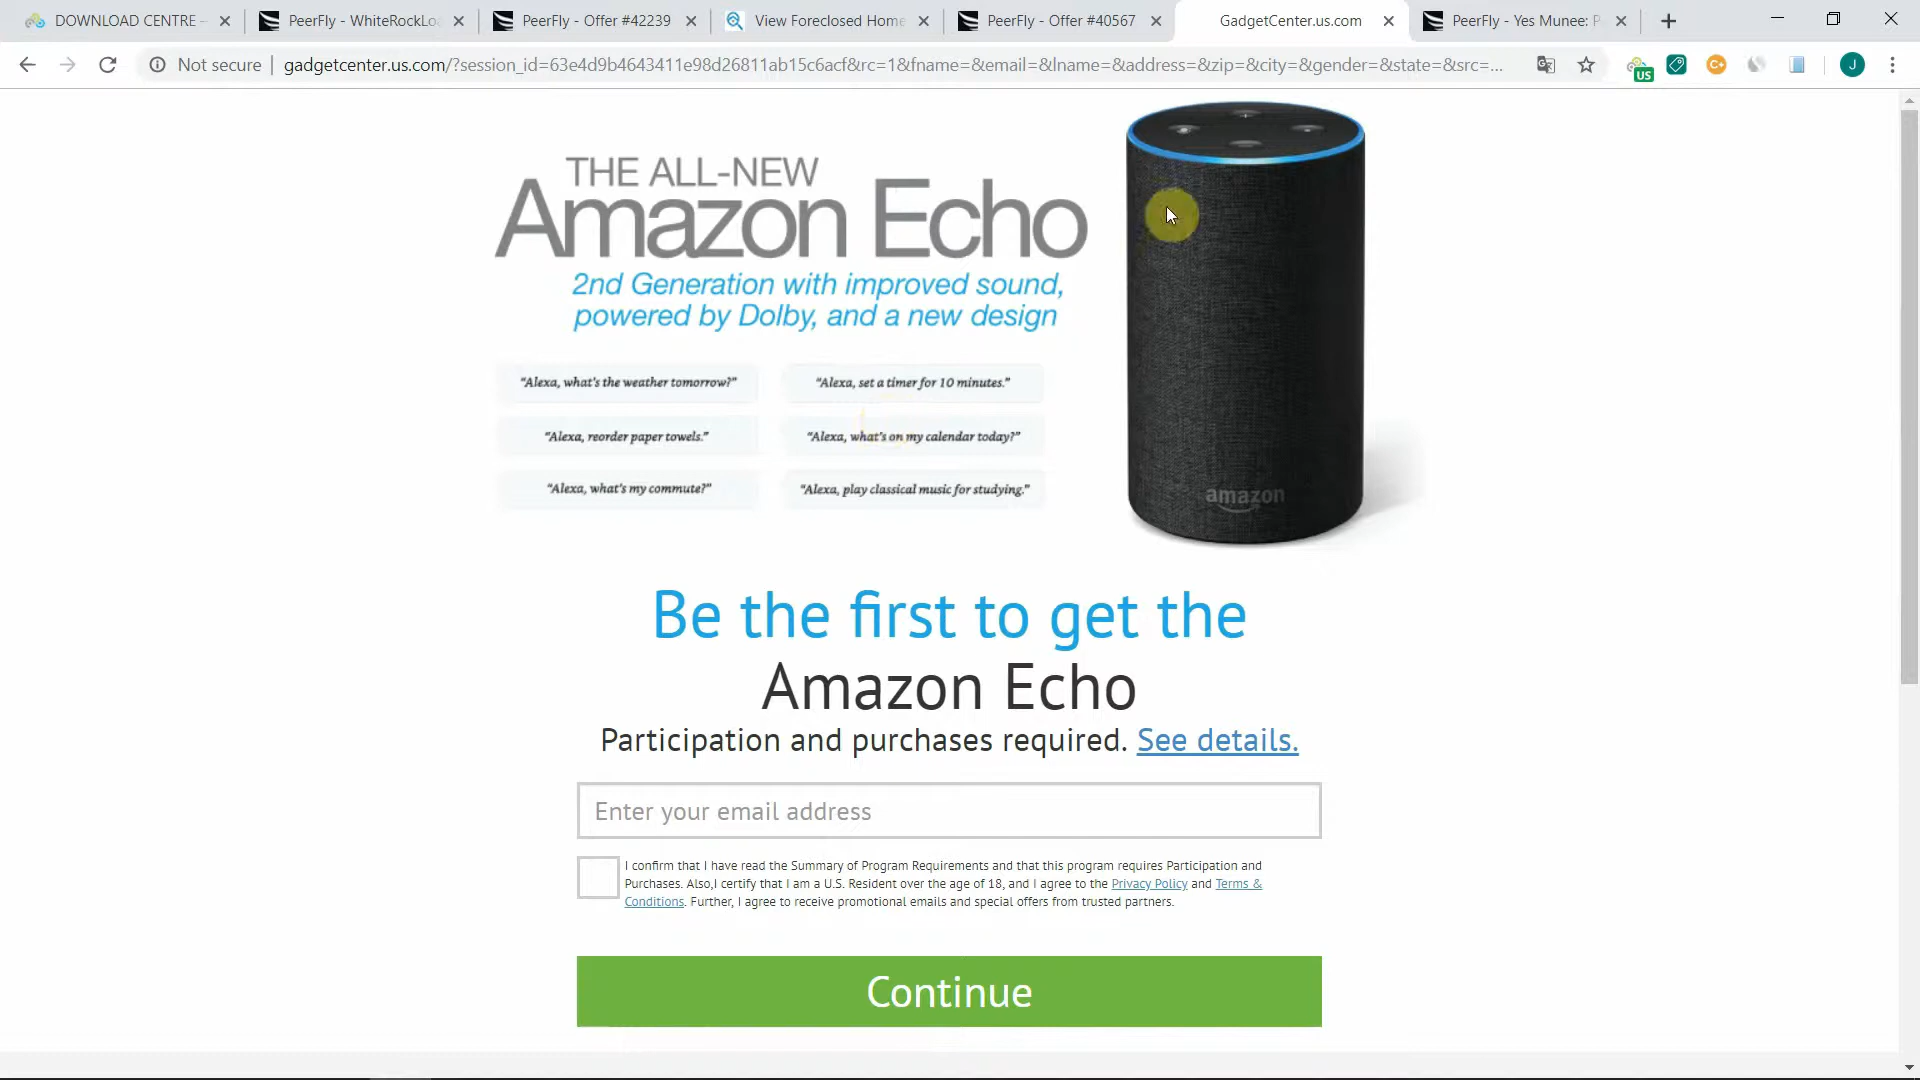 DOWNLOAD CENTRE –
PeerFly - WhiteRockLoa
PeerFly - Offer #42239
View Foreclosed Home
PeerFly - Offer #40567
GadgetCenter.us.com
PeerFly - Yes Munee: P
Not secure
gadgetcenter.us.com/?session_id=63e4d9b4643411e98d26811ab15c6acf&rc=1&fname=&email=&lname=&address=&zip=&city=&gender=&state=&src=...
US
C+
J
THE ALL-NEW
Amazon Echo
2nd Generation with improved sound,
powered by Dolby, and a new design
“Alexa, what's the weather tomorrow?”
“Alexa, set a timer for 10 minutes.”
“Alexa, reorder paper towels.”
“Alexa, what's on my calendar today?”
“Alexa, what's my commute?”
“Alexa, play classical music for studying.”
amazon
Be the first to get the
Amazon Echo
Participation and purchases required. See details.
Enter your email address
I confirm that I have read the Summary of Program Requirements and that this program requires Participation and
Purchases. Also,I certify that I am a U.S. Resident over the age of 18, and I agree to the Privacy Policy and Terms &
Conditions. Further, I agree to receive promotional emails and special offers from trusted partners.
Continue